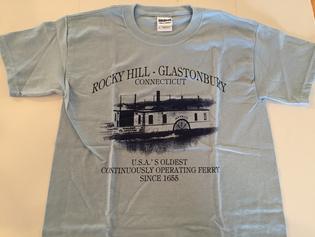 ROCKY HILL - GLASTONBURY
CONNECTICUT
U.S.A.'S OLDEST
CONTINUOUSLY OPERATING FERRY
SINCE 1655